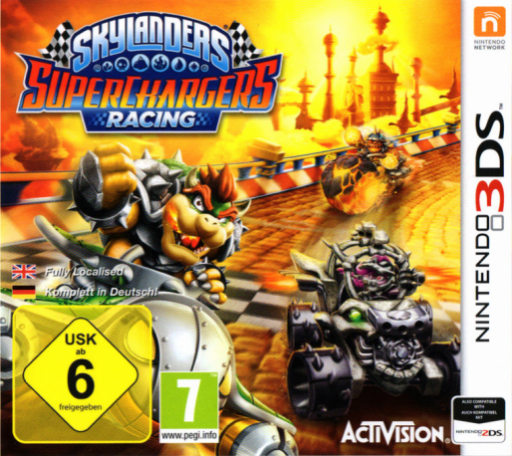 SKYLANDERS
SUPERCHARGERS
RACING
NINTENDO
NETWORK
NINTENDO 3DS™
Fully Localised
Komplett in Deutsch!
USK
ab
6
freigegeben
7
www.pegi.info
ACTIVISION®
ALSO COMPATIBLE
WITH
AUCH KOMPATIBEL
MIT
NINTENDO 2DS